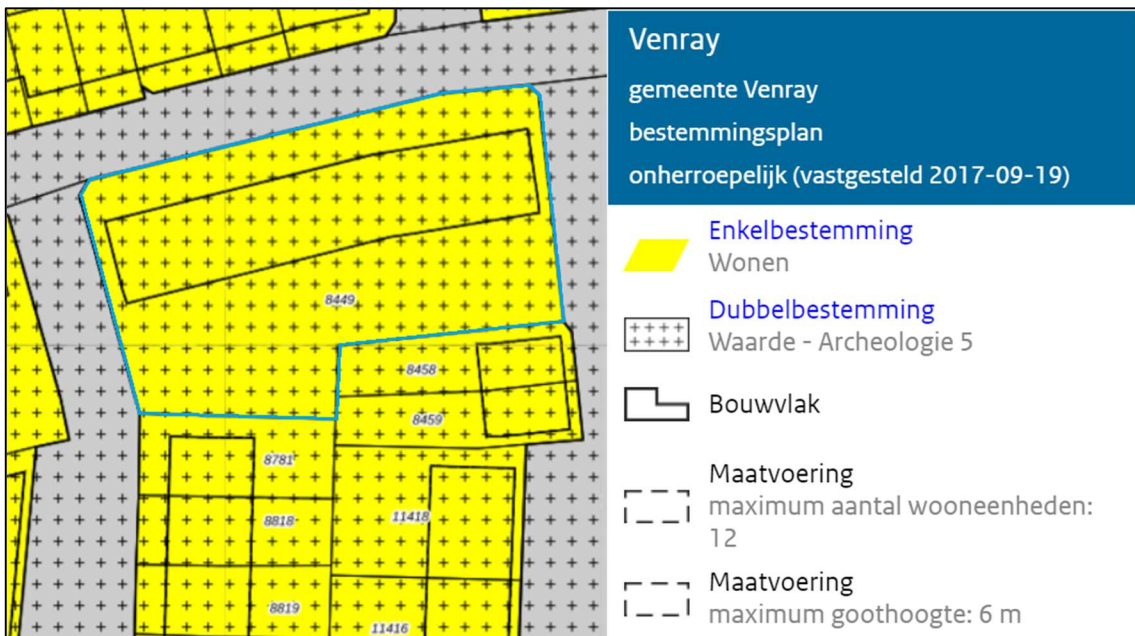 Venray
gemeente Venray
bestemmingsplan
onherroepelijk (vastgesteld 2017-09-19)
Enkelbestemming
Wonen
Dubbelbestemming
Waarde - Archeologie 5
Bouwvlak
Maatvoering
maximum aantal wooneenheden:
12
Maatvoering
maximum goothoogte: 6 m
8449
8458
8459
8781
8818
11418
8819
11416